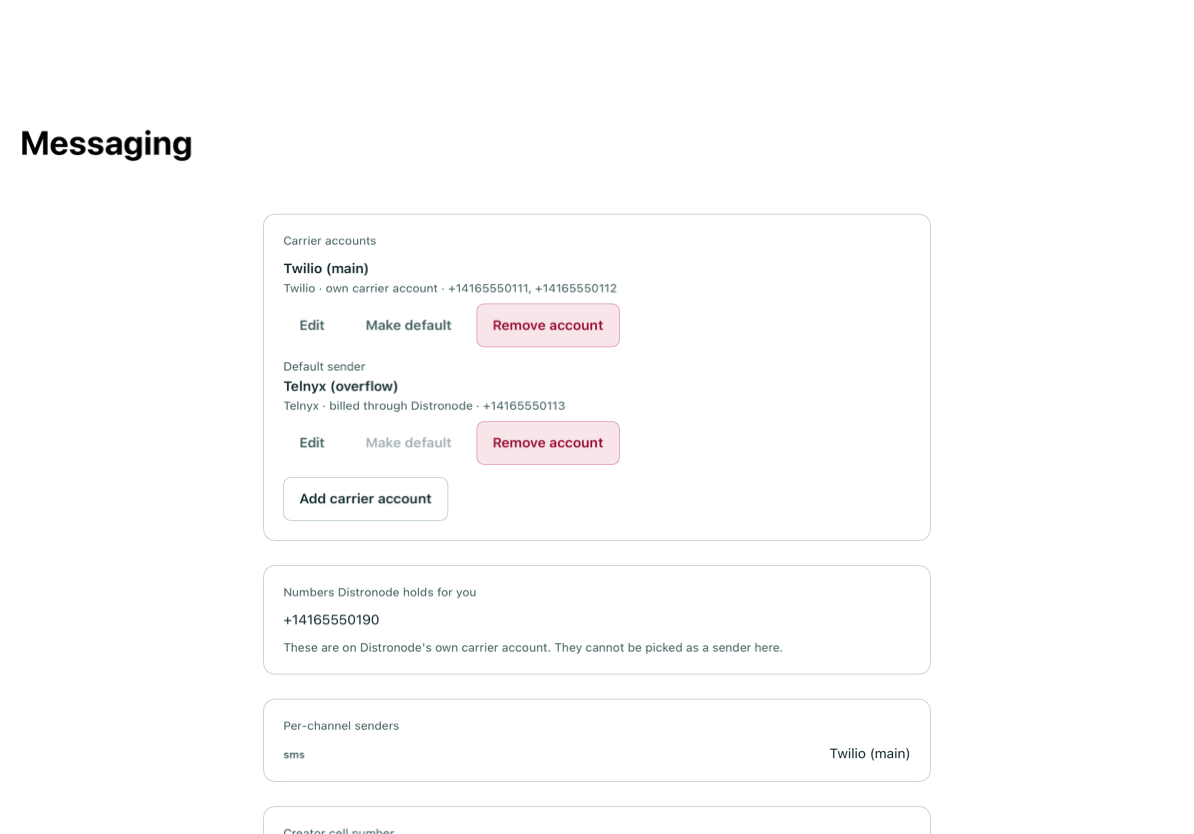 Messaging
Carrier accounts
Twilio (main)
Twilio · own carrier account · +14165550111, +14165550112
Edit Make default Remove account
Default sender
Telnyx (overflow)
Telnyx · billed through Distronode · +14165550113
Edit Make default Remove account
Add carrier account
Numbers Distronode holds for you
+14165550190
These are on Distronode's own carrier account. They cannot be picked as a sender here.
Per-channel senders
sms Twilio (main)
Creator cell number